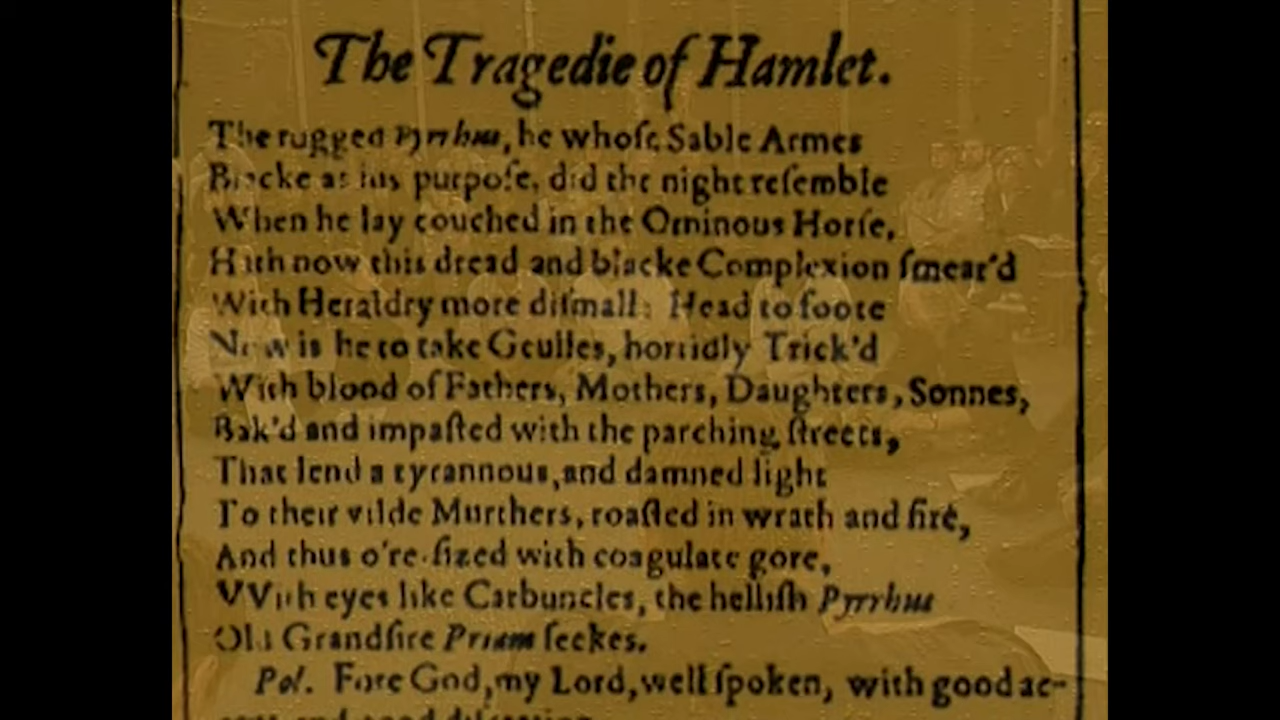 The Tragedie of Hamlet.
The rugged Pyrrhus, he whoſe Sable Armes
Blacke as his purpoſe, did the night reſemble
When he lay couched in the Ominous Horſe,
Hath now this dread and blacke Complexion ſmear'd
With Heraldry more diſmall: Head to foote
Now is he to take Geulles, horridly Trick'd
With blood of Fathers, Mothers, Daughters, Sonnes,
Bak'd and impaſted with the parching ſtreets,
That lend a tyrannous, and damned light
To their vilde Murthers, roaſted in wrath and fire,
And thus o're-ſized with coagulate gore,
VVith eyes like Carbuncles, the helliſh Pyrrhus
Old Grandſire Priam ſeekes.
Pol. Fore God, my Lord, well ſpoken, with good ac-